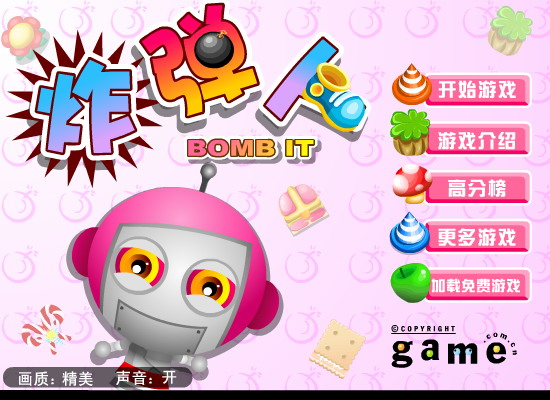 炸弹人
BOMB IT
开始游戏
游戏介绍
高分榜
更多游戏
加载免费游戏
©COPYRIGHT
game.com.cn
画质：精美 声音：开